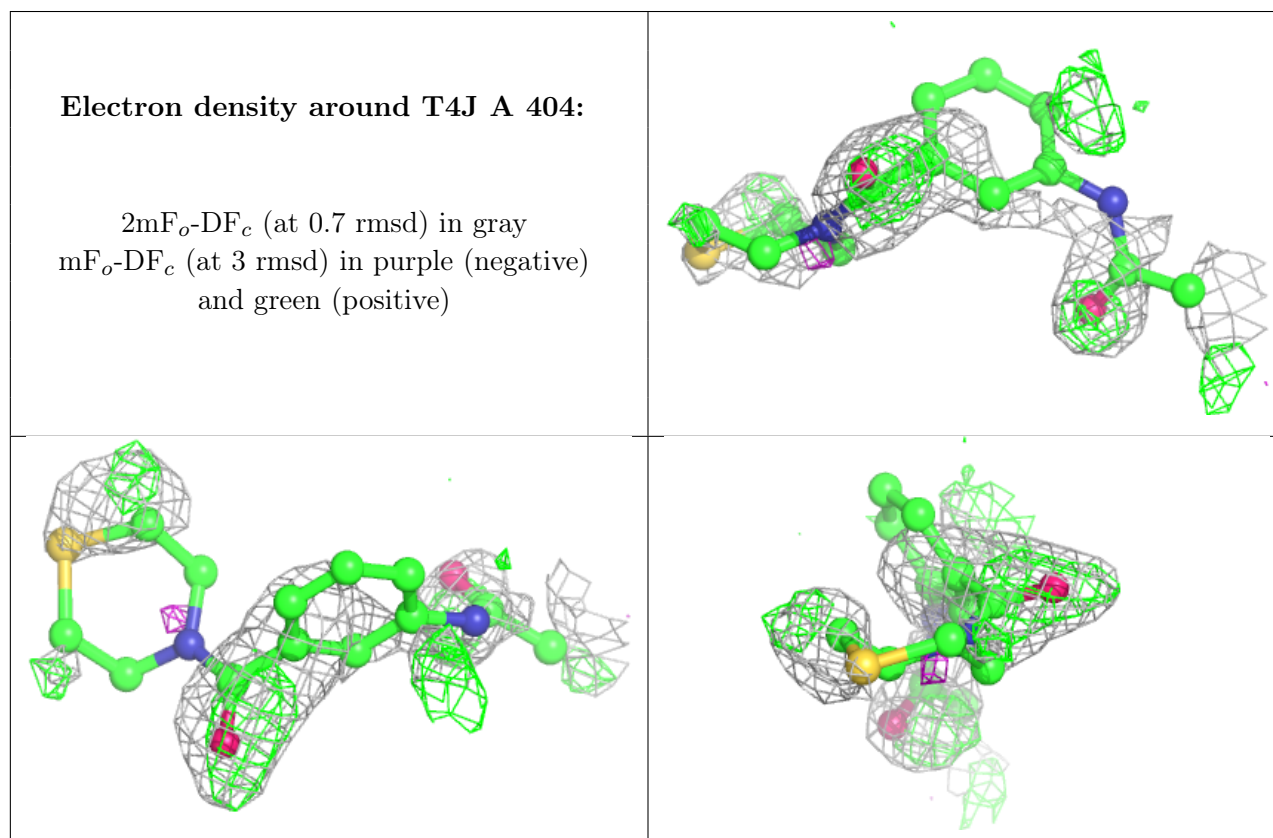 Electron density around T4J A 404:
2mFo-DFc (at 0.7 rmsd) in gray
mFo-DFc (at 3 rmsd) in purple (negative)
and green (positive)